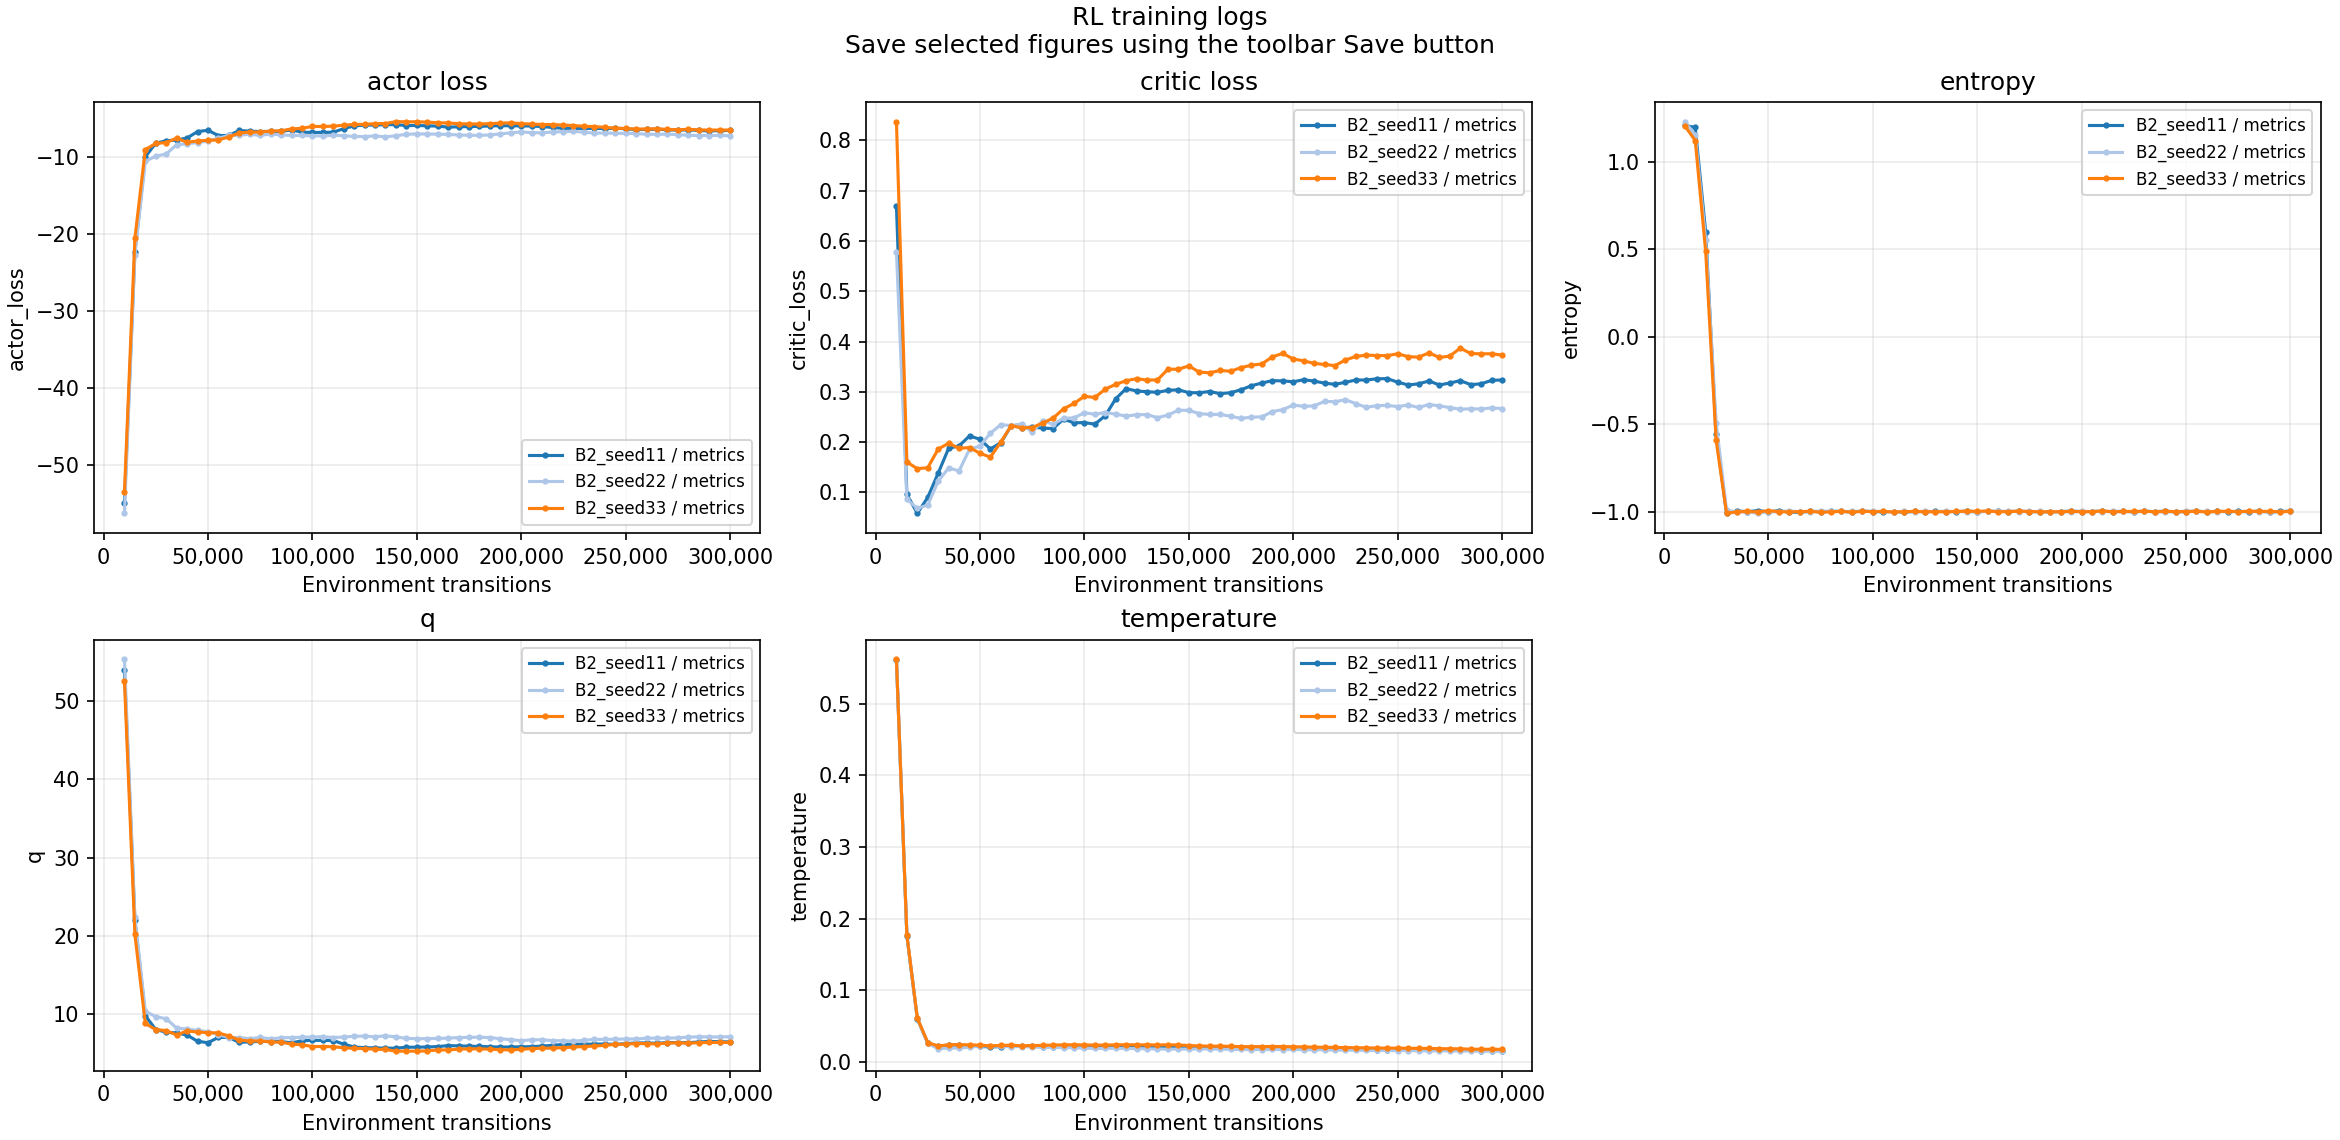 RL training logs
Save selected figures using the toolbar Save button
actor loss
actor_loss
−10
−20
−30
−40
−50
B2_seed11 / metrics
B2_seed22 / metrics
B2_seed33 / metrics
0 50,000 100,000 150,000 200,000 250,000 300,000
Environment transitions
critic loss
critic_loss
0.8
0.7
0.6
0.5
0.4
0.3
0.2
0.1
B2_seed11 / metrics
B2_seed22 / metrics
B2_seed33 / metrics
0 50,000 100,000 150,000 200,000 250,000 300,000
Environment transitions
entropy
entropy
1.0
0.5
0.0
−0.5
−1.0
B2_seed11 / metrics
B2_seed22 / metrics
B2_seed33 / metrics
0 50,000 100,000 150,000 200,000 250,000 300,000
Environment transitions
q
q
50
40
30
20
10
B2_seed11 / metrics
B2_seed22 / metrics
B2_seed33 / metrics
0 50,000 100,000 150,000 200,000 250,000 300,000
Environment transitions
temperature
temperature
0.5
0.4
0.3
0.2
0.1
0.0
B2_seed11 / metrics
B2_seed22 / metrics
B2_seed33 / metrics
0 50,000 100,000 150,000 200,000 250,000 300,000
Environment transitions